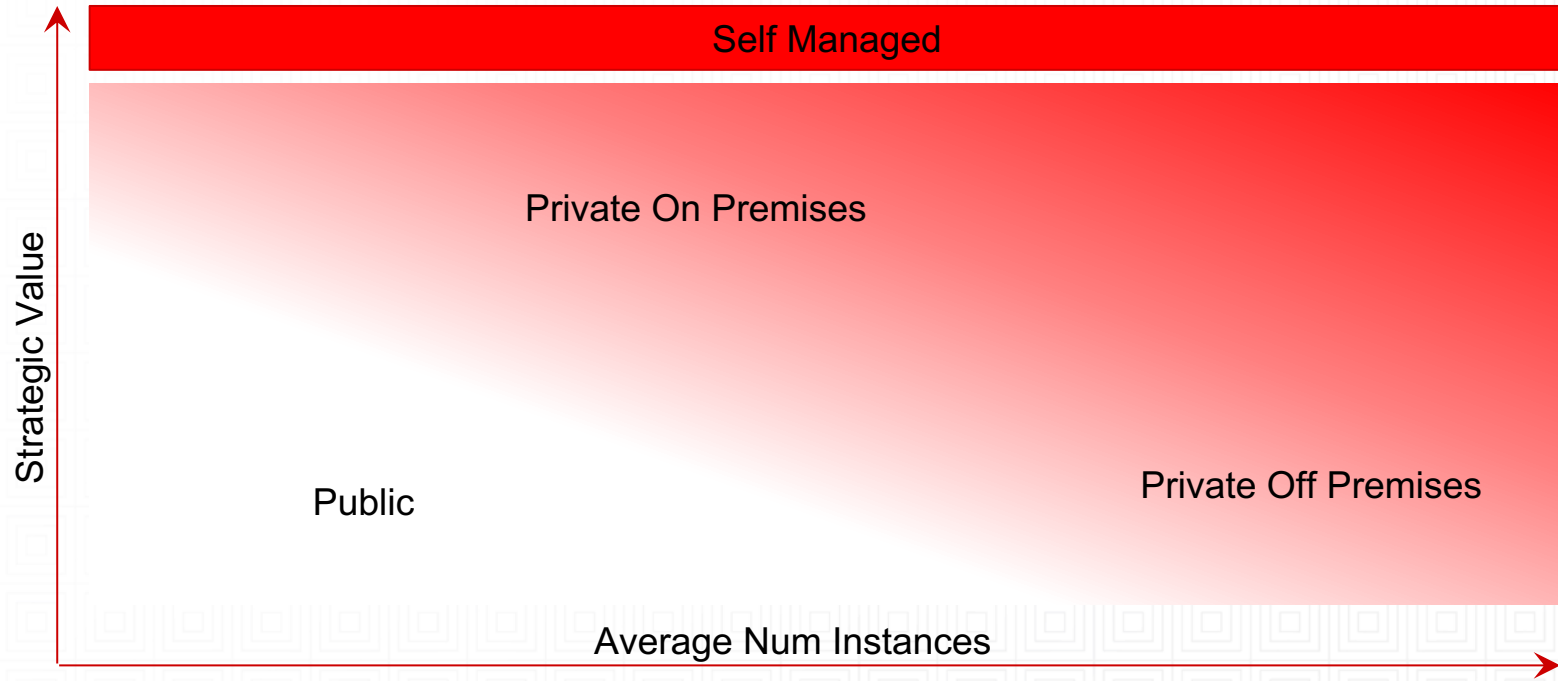 Self Managed
Private On Premises
Strategic Value
Public
Private Off Premises
Average Num Instances